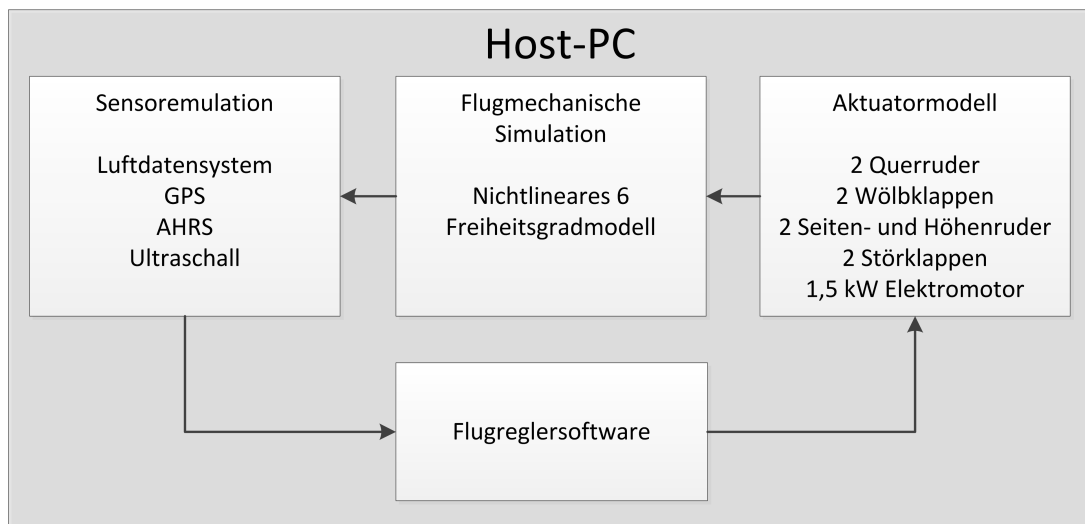 Host-PC
Sensoremulation
Luftdatensystem
GPS
AHRS
Ultraschall
Flugmechanische
Simulation
Nichtlineares 6
Freiheitsgradmodell
Aktuatormodell
2 Querruder
2 Wölbklappen
2 Seiten- und Höhenruder
2 Störklappen
1,5 kW Elektromotor
Flugreglersoftware